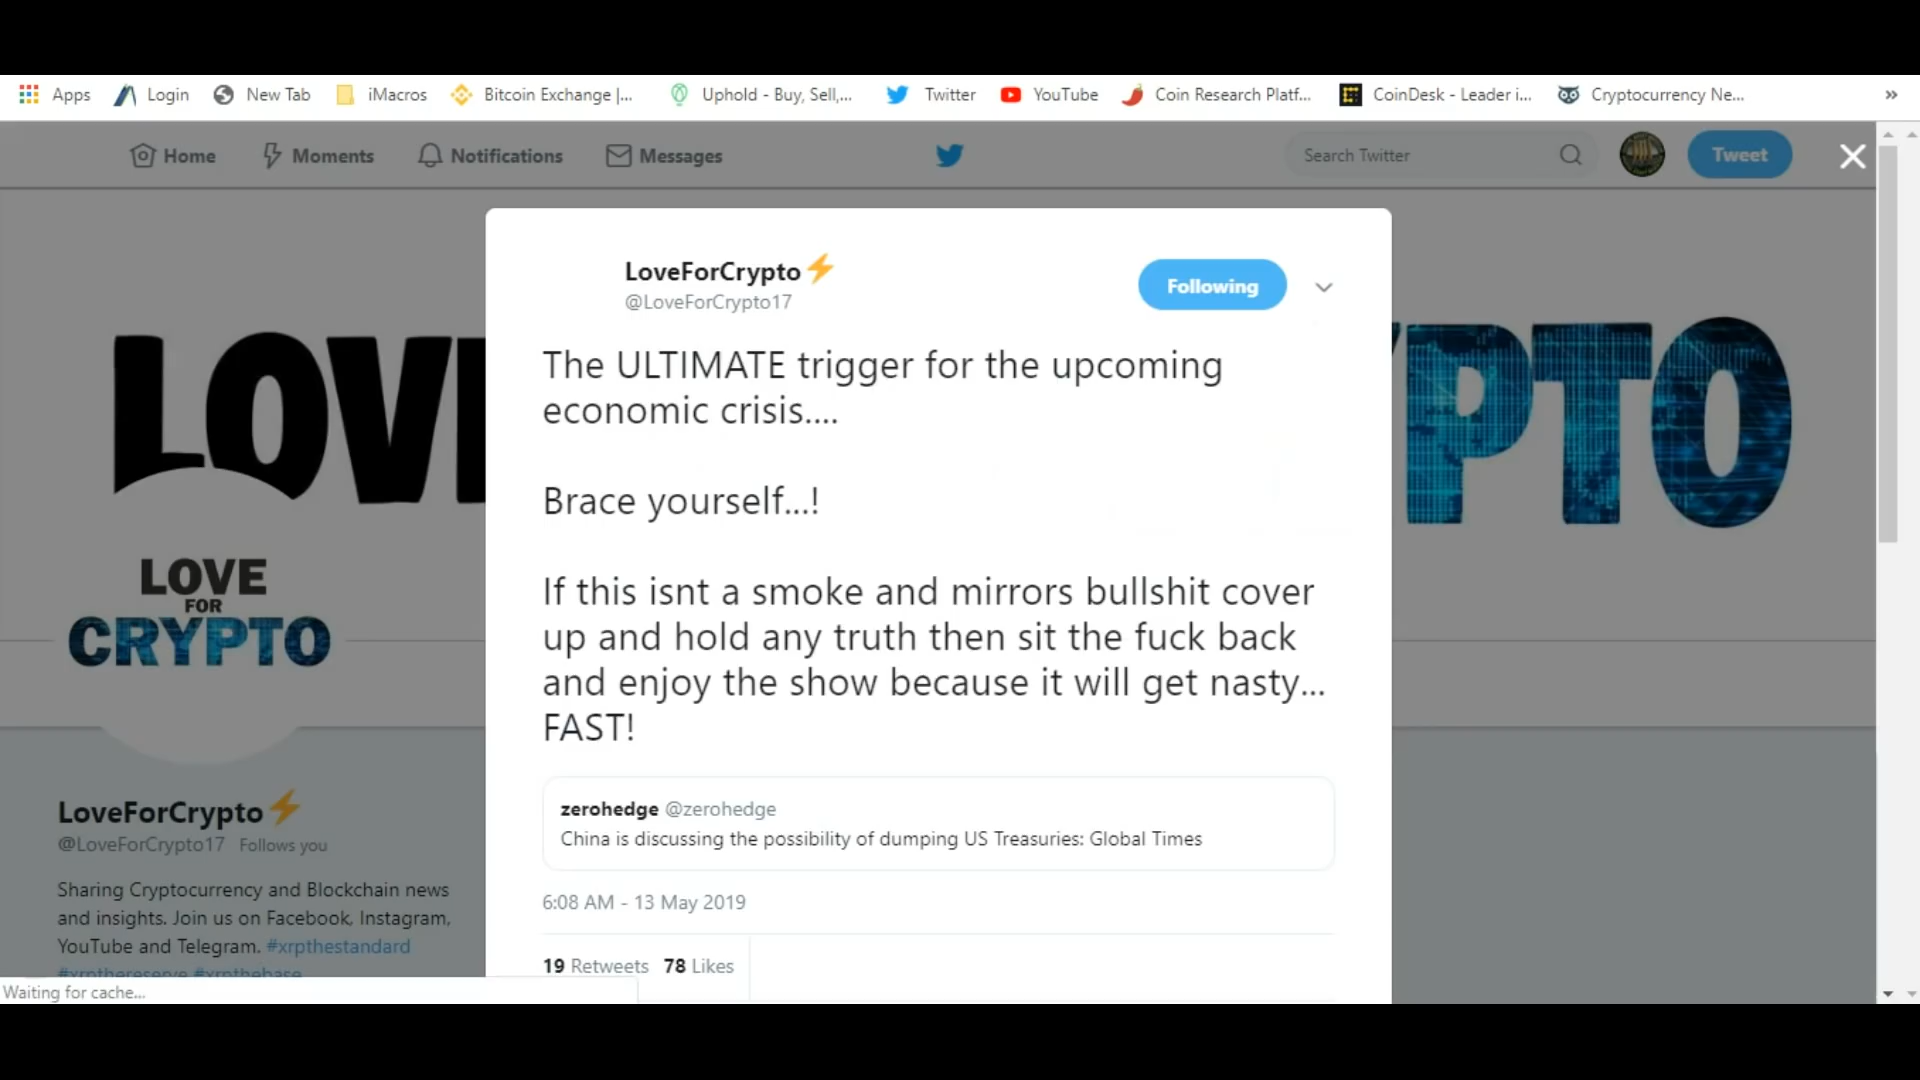 Apps Login New Tab iMacros Bitcoin Exchange |... Uphold - Buy, Sell,... Twitter YouTube Coin Research Platf... CoinDesk - Leader i... Cryptocurrency Ne... »
Home Moments Notifications Messages Search Twitter Tweet
LoveForCrypto⚡
@LoveForCrypto17
Following
The ULTIMATE trigger for the upcoming
economic crisis....
Brace yourself...!
If this isnt a smoke and mirrors bullshit cover
up and hold any truth then sit the fuck back
and enjoy the show because it will get nasty...
FAST!
zerohedge @zerohedge
China is discussing the possibility of dumping US Treasuries: Global Times
6:08 AM - 13 May 2019
19 Retweets 78 Likes
LOVE
FOR
CRYPTO
LoveForCrypto⚡
@LoveForCrypto17 Follows you
Sharing Cryptocurrency and Blockchain news
and insights. Join us on Facebook, Instagram,
YouTube and Telegram. #xrpthestandard
#xrpthereserve #xrpthebase
Waiting for cache...